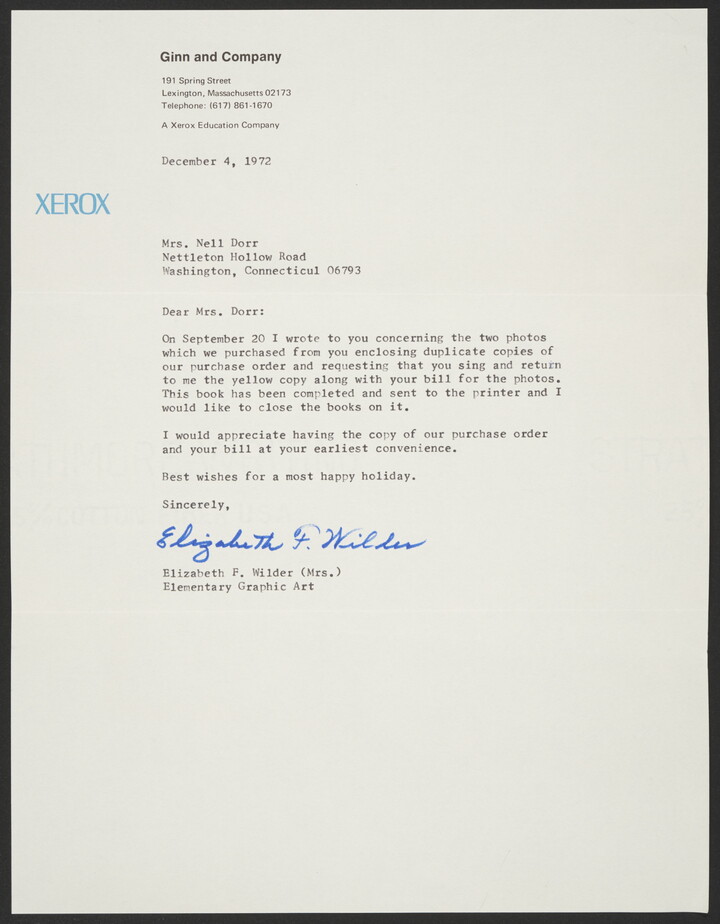 Ginn and Company
191 Spring Street
Lexington, Massachusetts 02173
Telephone: (617) 861-1670
A Xerox Education Company
December 4, 1972
XEROX
Mrs. Nell Dorr
Nettleton Hollow Road
Washington, Connecticul 06793
Dear Mrs. Dorr:
On September 20 I wrote to you concerning the two photos
which we purchased from you enclosing duplicate copies of
our purchase order and requesting that you sing and return
to me the yellow copy along with your bill for the photos.
This book has been completed and sent to the printer and I
would like to close the books on it.
I would appreciate having the copy of our purchase order
and your bill at your earliest convenience.
Best wishes for a most happy holiday.
Sincerely,
Elizabeth F. Wilder
Elizabeth F. Wilder (Mrs.)
Elementary Graphic Art